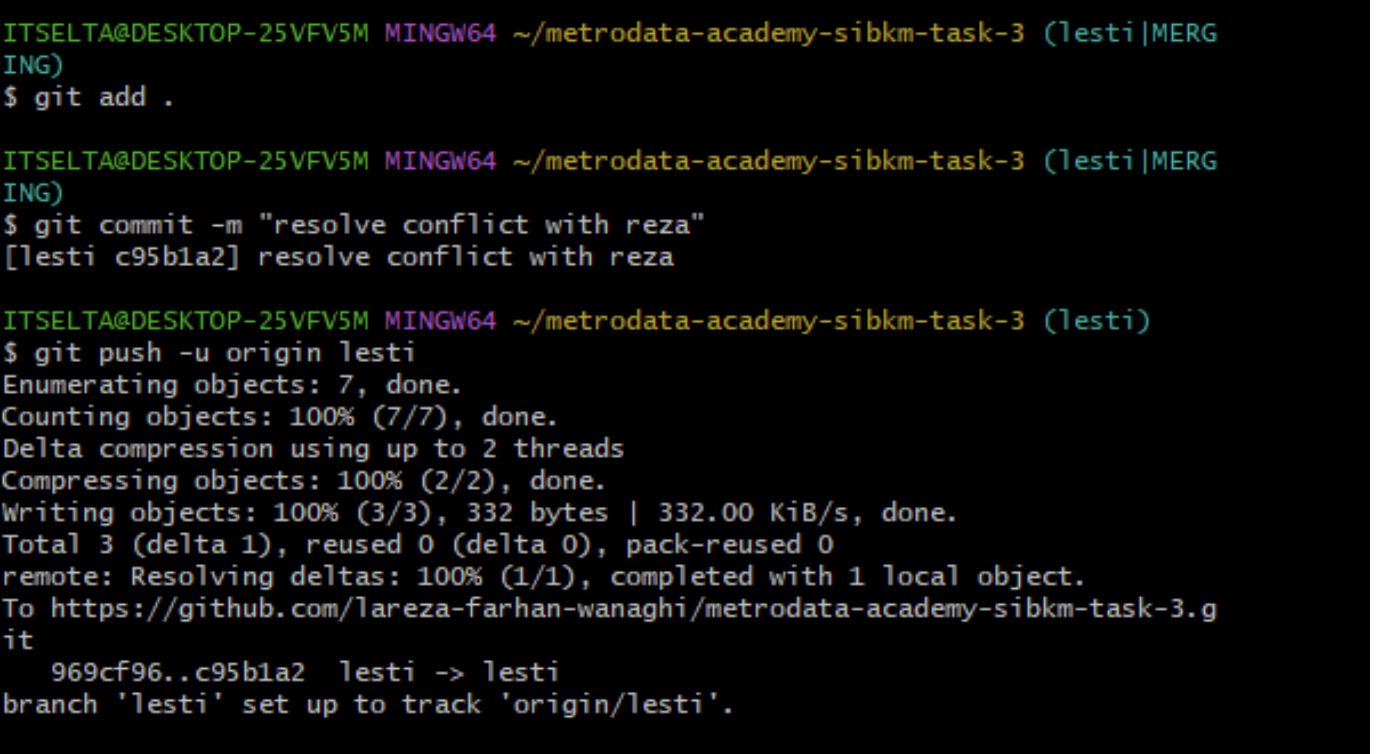 ITSELTA@DESKTOP-25VFV5M MINGW64 ~/metrodata-academy-sibkm-task-3 (lesti|MERG
ING)
$ git add .
ITSELTA@DESKTOP-25VFV5M MINGW64 ~/metrodata-academy-sibkm-task-3 (lesti|MERG
ING)
$ git commit -m "resolve conflict with reza"
[lesti c95b1a2] resolve conflict with reza
ITSELTA@DESKTOP-25VFV5M MINGW64 ~/metrodata-academy-sibkm-task-3 (lesti)
$ git push -u origin lesti
Enumerating objects: 7, done.
Counting objects: 100% (7/7), done.
Delta compression using up to 2 threads
Compressing objects: 100% (2/2), done.
Writing objects: 100% (3/3), 332 bytes | 332.00 KiB/s, done.
Total 3 (delta 1), reused 0 (delta 0), pack-reused 0
remote: Resolving deltas: 100% (1/1), completed with 1 local object.
To https://github.com/lareza-farhan-wanaghi/metrodata-academy-sibkm-task-3.g
it
   969cf96..c95b1a2  lesti -> lesti
branch 'lesti' set up to track 'origin/lesti'.